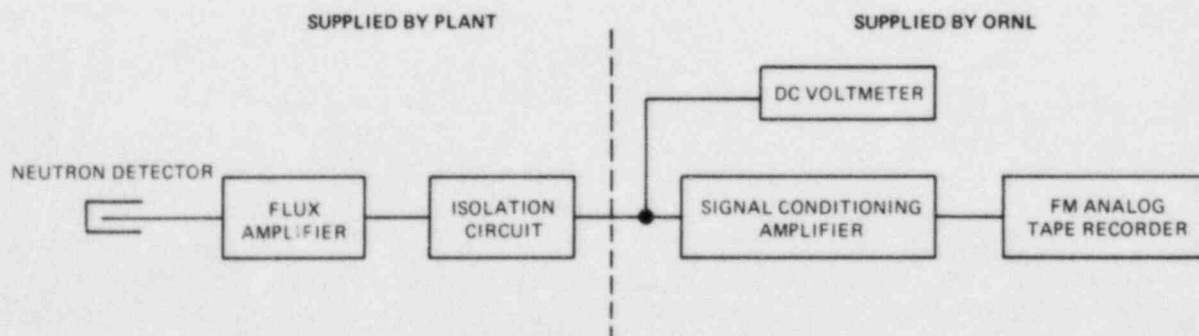 SUPPLIED BY PLANT
SUPPLIED BY ORNL
DC VOLTMETER
NEUTRON DETECTOR
FLUX
AMPLIFIER
ISOLATION
CIRCUIT
SIGNAL CONDITIONING
AMPLIFIER
FM ANALOG
TAPE RECORDER